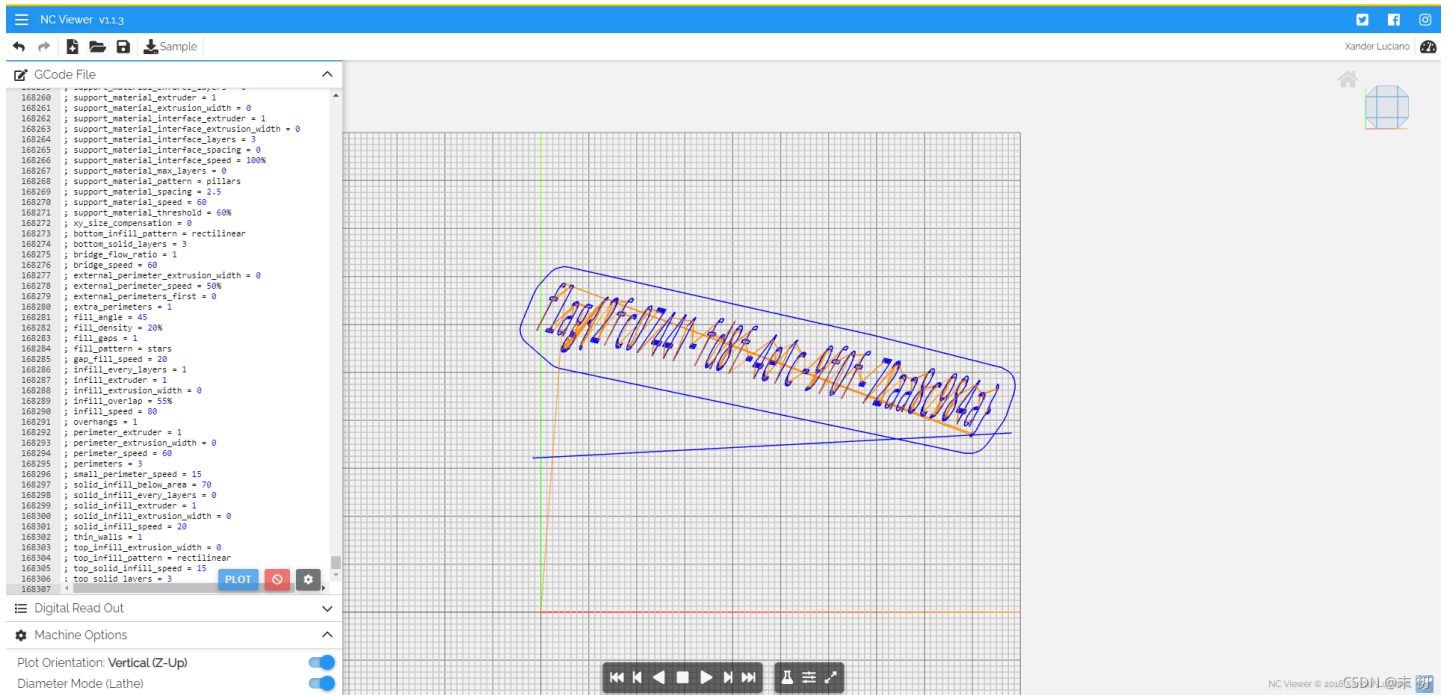 NC Viewer v1.1.3
Sample
Xander Luciano
GCode File
168260 ; support_material_extruder = 1
168261 ; support_material_extrusion_width = 0
168262 ; support_material_interface_extruder = 1
168263 ; support_material_interface_extrusion_width = 0
168264 ; support_material_interface_layers = 3
168265 ; support_material_interface_spacing = 0
168266 ; support_material_interface_speed = 100%
168267 ; support_material_max_layers = 0
168268 ; support_material_pattern = pillars
168269 ; support_material_spacing = 2.5
168270 ; support_material_speed = 60
168271 ; support_material_threshold = 60%
168272 ; xy_size_compensation = 0
168273 ; bottom_infill_pattern = rectilinear
168274 ; bottom_solid_layers = 3
168275 ; bridge_flow_ratio = 1
168276 ; bridge_speed = 60
168277 ; external_perimeter_extrusion_width = 0
168278 ; external_perimeter_speed = 50%
168279 ; external_perimeters_first = 0
168280 ; extra_perimeters = 1
168281 ; fill_angle = 45
168282 ; fill_density = 20%
168283 ; fill_gaps = 1
168284 ; fill_pattern = stars
168285 ; gap_fill_speed = 20
168286 ; infill_every_layers = 1
168287 ; infill_extruder = 1
168288 ; infill_extrusion_width = 0
168289 ; infill_overlap = 55%
168290 ; infill_speed = 80
168291 ; overhangs = 1
168292 ; perimeter_extruder = 1
168293 ; perimeter_extrusion_width = 0
168294 ; perimeter_speed = 60
168295 ; perimeters = 3
168296 ; small_perimeter_speed = 15
168297 ; solid_infill_below_area = 70
168298 ; solid_infill_every_layers = 0
168299 ; solid_infill_extruder = 1
168300 ; solid_infill_extrusion_width = 0
168301 ; solid_infill_speed = 20
168302 ; thin_walls = 1
168303 ; top_infill_extrusion_width = 0
168304 ; top_infill_pattern = rectilinear
168305 ; top_solid_infill_speed = 15
168306 ; top_solid_layers = 3
168307
PLOT
Digital Read Out
Machine Options
Plot Orientation: Vertical (Z-Up)
Diameter Mode (Lathe)
NC Viewer © 2018
CSDN @末初